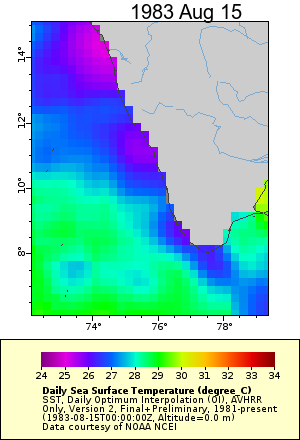 1983 Aug 15
14°
12°
10°
8°
74° 76° 78°
24 25 26 27 28 29 30 31 32 33 34
Daily Sea Surface Temperature (degree_C)
SST, Daily Optimum Interpolation (OI), AVHRR
Only, Version 2, Final+Preliminary, 1981-present
(1983-08-15T00:00:00Z, Altitude=0.0 m)
Data courtesy of NOAA NCEI